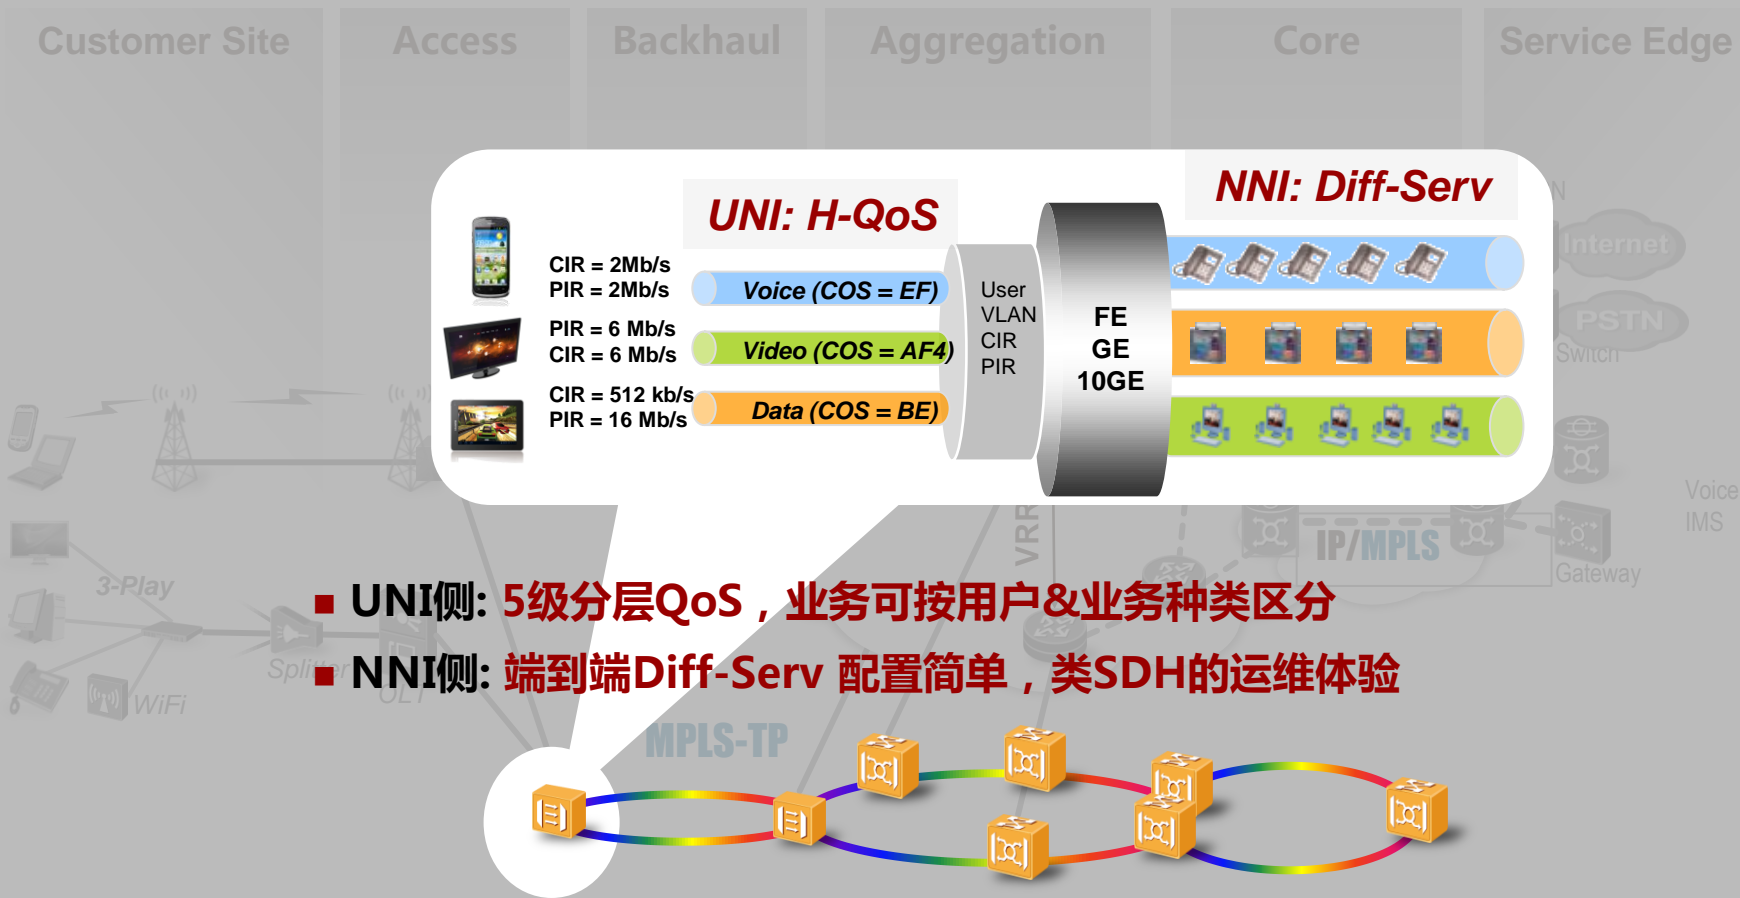 Customer Site
Access
Backhaul
Aggregation
Core
Service Edge
UNI: H-QoS
NNI: Diff-Serv
CIR = 2Mb/s
PIR = 2Mb/s
Voice (COS = EF)
PIR = 6 Mb/s
CIR = 6 Mb/s
Video (COS = AF4)
CIR = 512 kb/s
PIR = 16 Mb/s
Data (COS = BE)
User
VLAN
CIR
PIR
FE
GE
10GE
N
Internet
PSTN
Switch
Voice
IMS
VRR
IP/MPLS
Gateway
3-Play
■ UNI侧: 5级分层QoS，业务可按用户&业务种类区分
■ NNI侧: 端到端Diff-Serv 配置简单，类SDH的运维体验
Splitter
OLT
WiFi
MPLS-TP